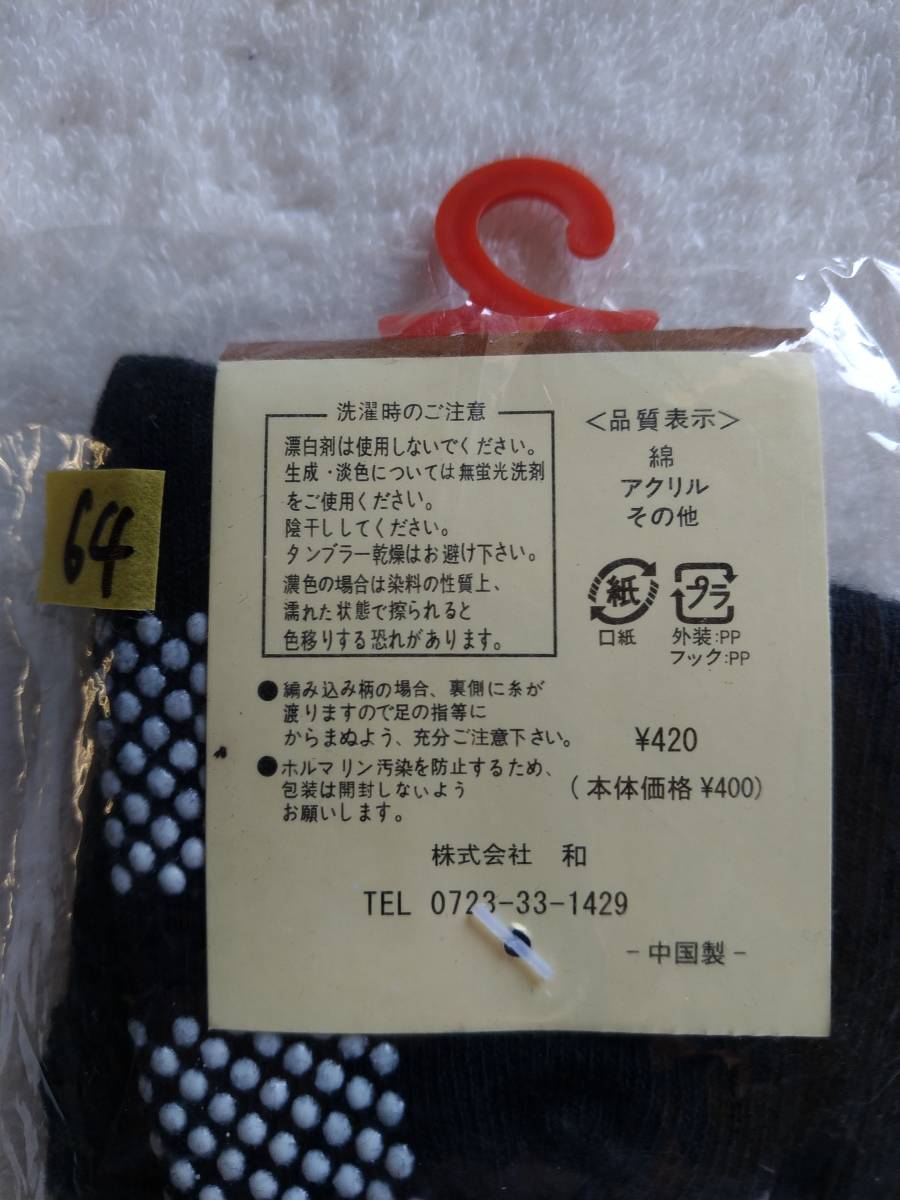 洗濯時のご注意
漂白剤は使用しないでください。
生成・淡色については無蛍光洗剤
をご使用ください。
陰干ししてください。
タンブラー乾燥はお避け下さい。
濃色の場合は染料の性質上、
濡れた状態で擦られると
色移りする恐れがあります。
<品質表示>
綿
アクリル
その他
紙
口紙
プラ
外装:PP
フック:PP
64
●編み込み柄の場合、裏側に糸が
渡りますので足の指等に
からまぬよう、充分ご注意下さい。
●ホルマリン汚染を防止するため、
包装は開封しないよう
お願いします。
¥420
(本体価格¥400)
株式会社 和
TEL 0723-33-1429
-中国製-